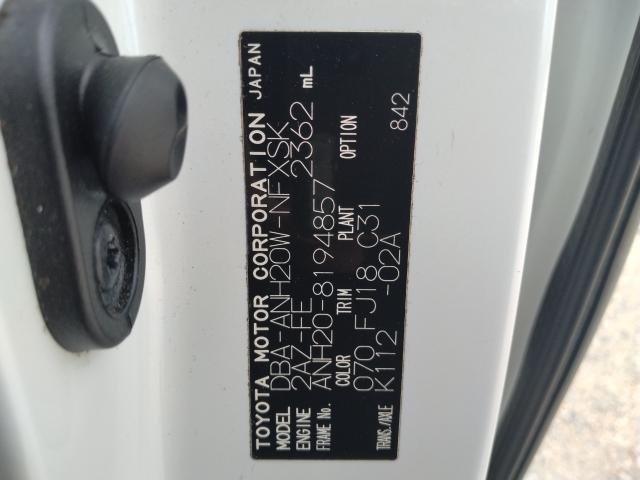 TOYOTA MOTOR CORPORATION JAPAN
MODEL DBA-ANH20W-NFXSK
ENGINE 2AZ-FE 2362 mL
FRAME No. ANH20-8194857
COLOR TRIM PLANT OPTION
070 FJ18 C31
TRANS./AXLE K112 -02A 842